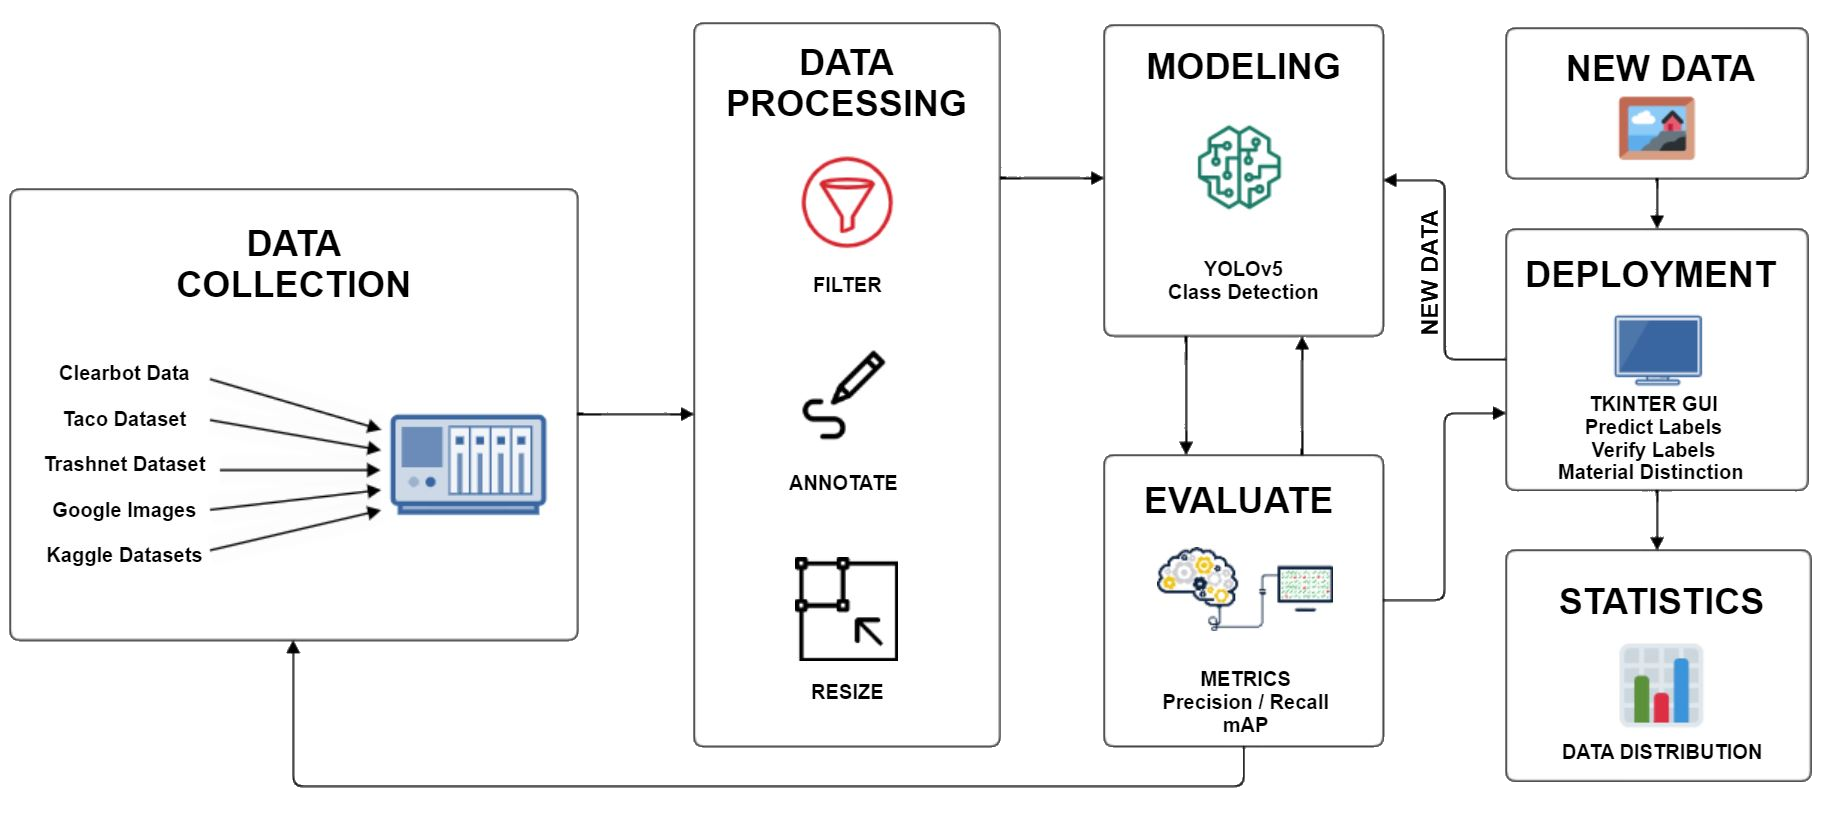 DATA
COLLECTION
Clearbot Data
Taco Dataset
Trashnet Dataset
Google Images
Kaggle Datasets
DATA
PROCESSING
FILTER
ANNOTATE
RESIZE
MODELING
YOLOv5
Class Detection
EVALUATE
METRICS
Precision / Recall
mAP
NEW DATA
NEW DATA
DEPLOYMENT
TKINTER GUI
Predict Labels
Verify Labels
Material Distinction
STATISTICS
DATA DISTRIBUTION